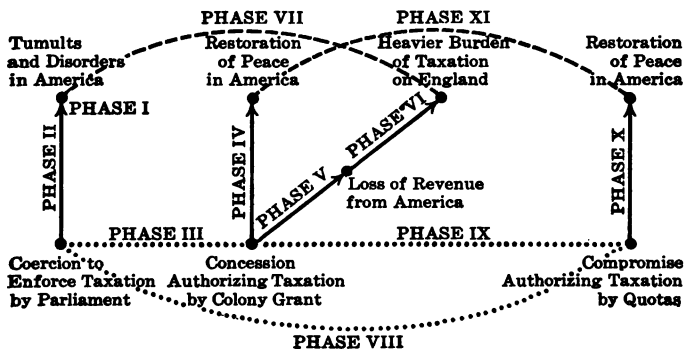 PHASE VII
PHASE XI
Tumults
and Disorders
in America
Restoration
of Peace
in America
Heavier Burden
of Taxation
on England
Restoration
of Peace
in America
PHASE I
PHASE II
PHASE IV
PHASE V
PHASE VI
PHASE X
Loss of Revenue
from America
PHASE III
PHASE IX
Coercion to
Enforce Taxation
by Parliament
Concession
Authorizing Taxation
by Colony Grant
Compromise
Authorizing Taxation
by Quotas
PHASE VIII